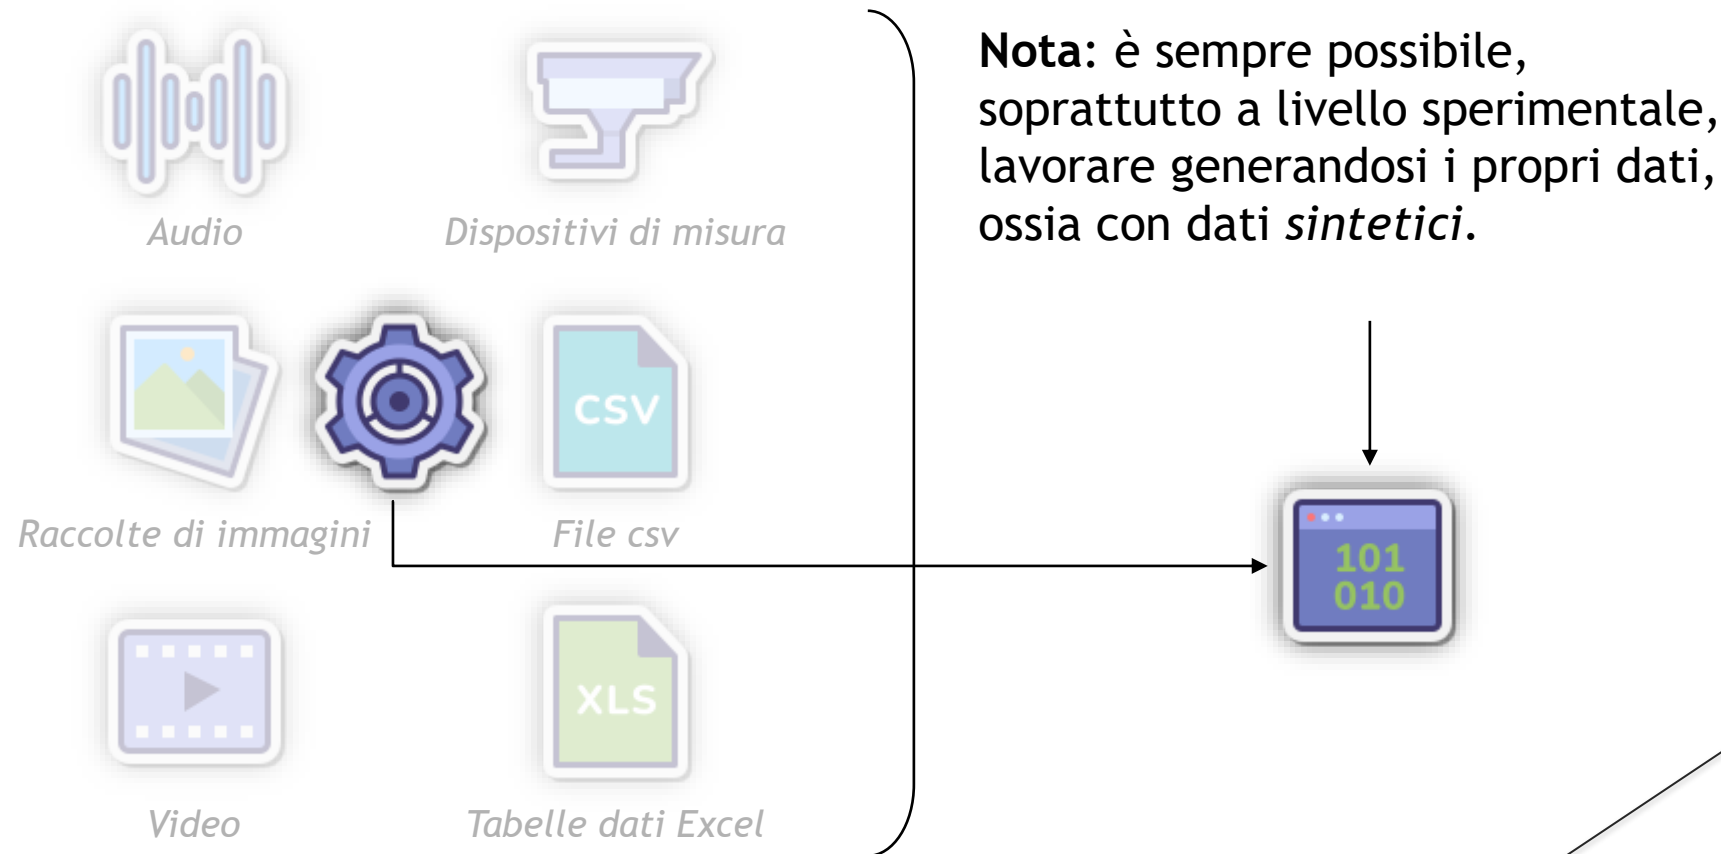 Nota: è sempre possibile,
soprattutto a livello sperimentale,
lavorare generandosi i propri dati,
ossia con dati sintetici.
Audio
Dispositivi di misura
CSV
Raccolte di immagini
File csv
101
010
XLS
Video
Tabelle dati Excel